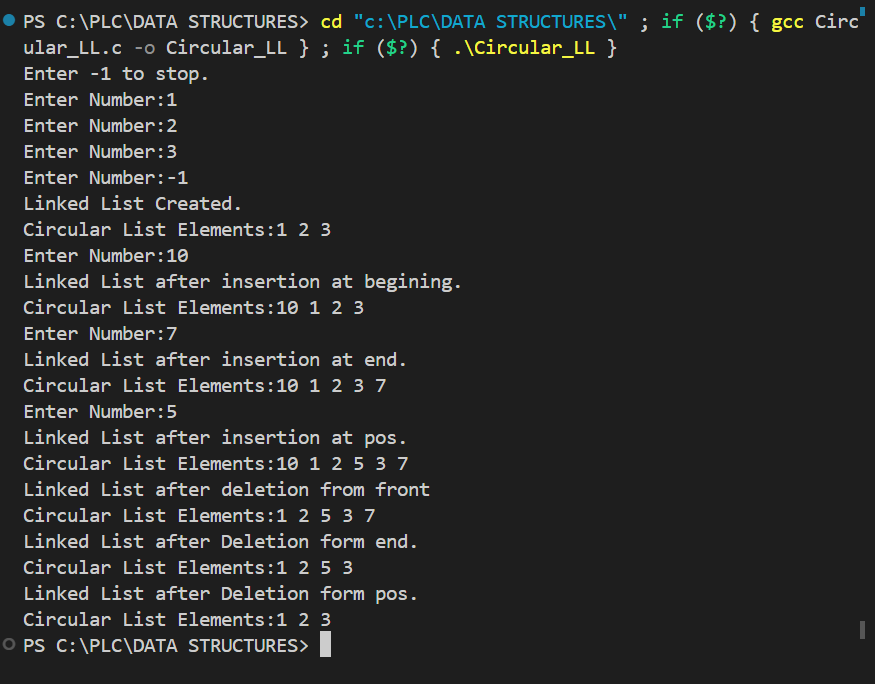 PS C:\PLC\DATA STRUCTURES> cd "c:\PLC\DATA STRUCTURES\" ; if ($?) { gcc Circ
ular_LL.c -o Circular_LL } ; if ($?) { .\Circular_LL }
Enter -1 to stop.
Enter Number:1
Enter Number:2
Enter Number:3
Enter Number:-1
Linked List Created.
Circular List Elements:1 2 3
Enter Number:10
Linked List after insertion at begining.
Circular List Elements:10 1 2 3
Enter Number:7
Linked List after insertion at end.
Circular List Elements:10 1 2 3 7
Enter Number:5
Linked List after insertion at pos.
Circular List Elements:10 1 2 5 3 7
Linked List after deletion from front
Circular List Elements:1 2 5 3 7
Linked List after Deletion form end.
Circular List Elements:1 2 5 3
Linked List after Deletion form pos.
Circular List Elements:1 2 3
PS C:\PLC\DATA STRUCTURES>